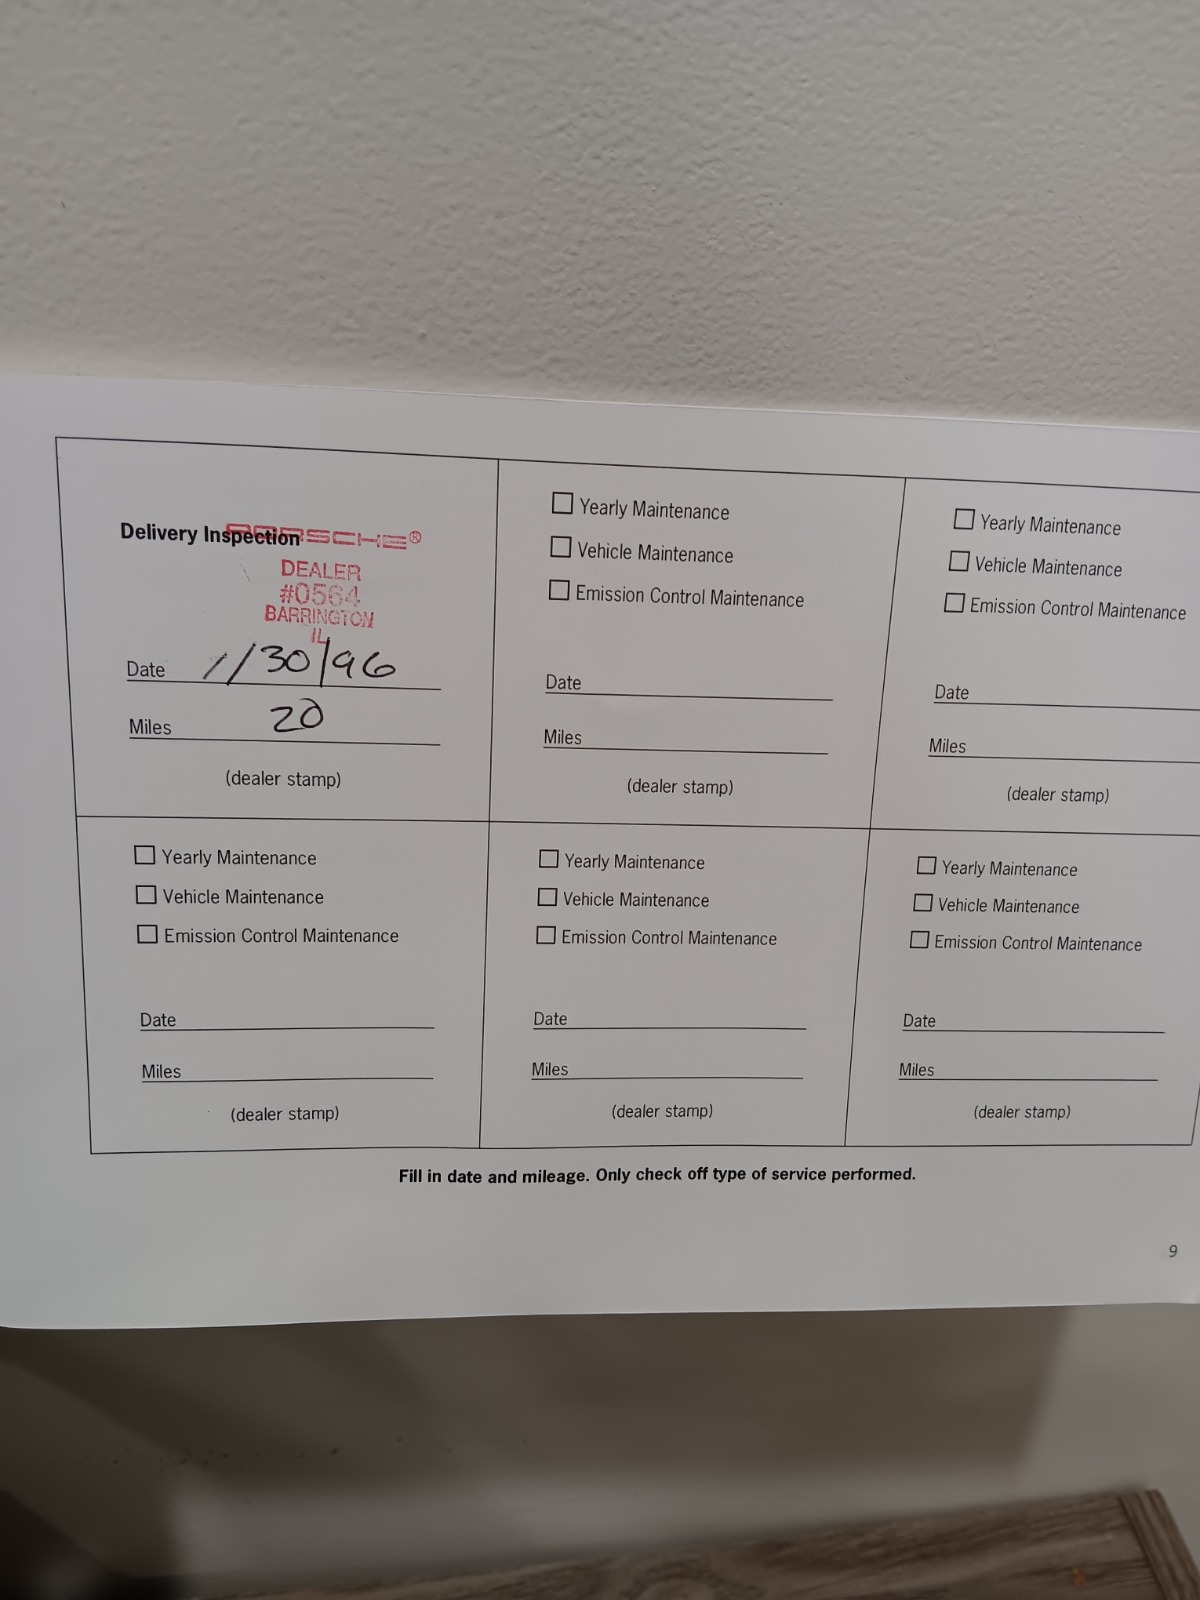 Delivery Inspection
PORSCHE®
DEALER
#0564
BARRINGTON
IL
Date 1/30/96
Miles 20
(dealer stamp)
Yearly Maintenance
Vehicle Maintenance
Emission Control Maintenance
Date
Miles
(dealer stamp)
Yearly Maintenance
Vehicle Maintenance
Emission Control Maintenance
Date
Miles
(dealer stamp)
Yearly Maintenance
Vehicle Maintenance
Emission Control Maintenance
Date
Miles
(dealer stamp)
Yearly Maintenance
Vehicle Maintenance
Emission Control Maintenance
Date
Miles
(dealer stamp)
Yearly Maintenance
Vehicle Maintenance
Emission Control Maintenance
Date
Miles
(dealer stamp)
Fill in date and mileage. Only check off type of service performed.
9